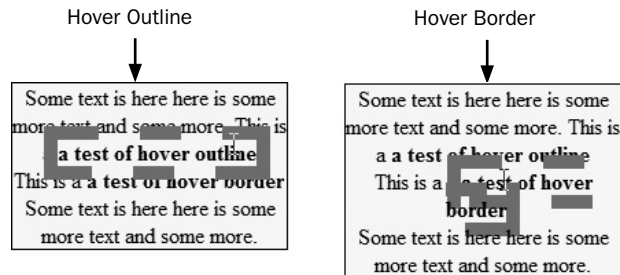 Hover Outline
Some text is here here is some
more text and some more. This is
a a test of hover outline
This is a a test of hover border
Some text is here here is some
more text and some more.
Hover Border
Some text is here here is some
more text and some more. This is
a a test of hover outline
This is a a test of hover
border
Some text is here here is some
more text and some more.